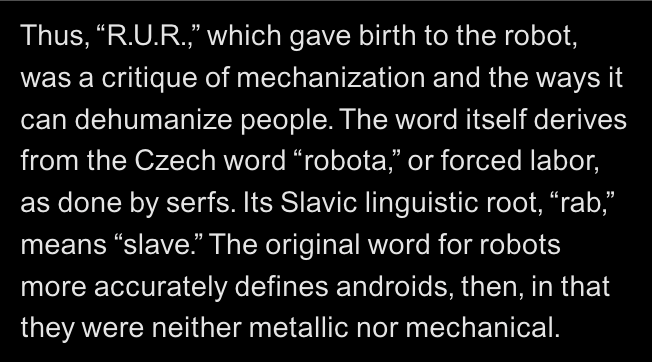 Thus, “R.U.R.,” which gave birth to the robot,
was a critique of mechanization and the ways it
can dehumanize people. The word itself derives
from the Czech word “robota,” or forced labor,
as done by serfs. Its Slavic linguistic root, “rab,”
means “slave.” The original word for robots
more accurately defines androids, then, in that
they were neither metallic nor mechanical.